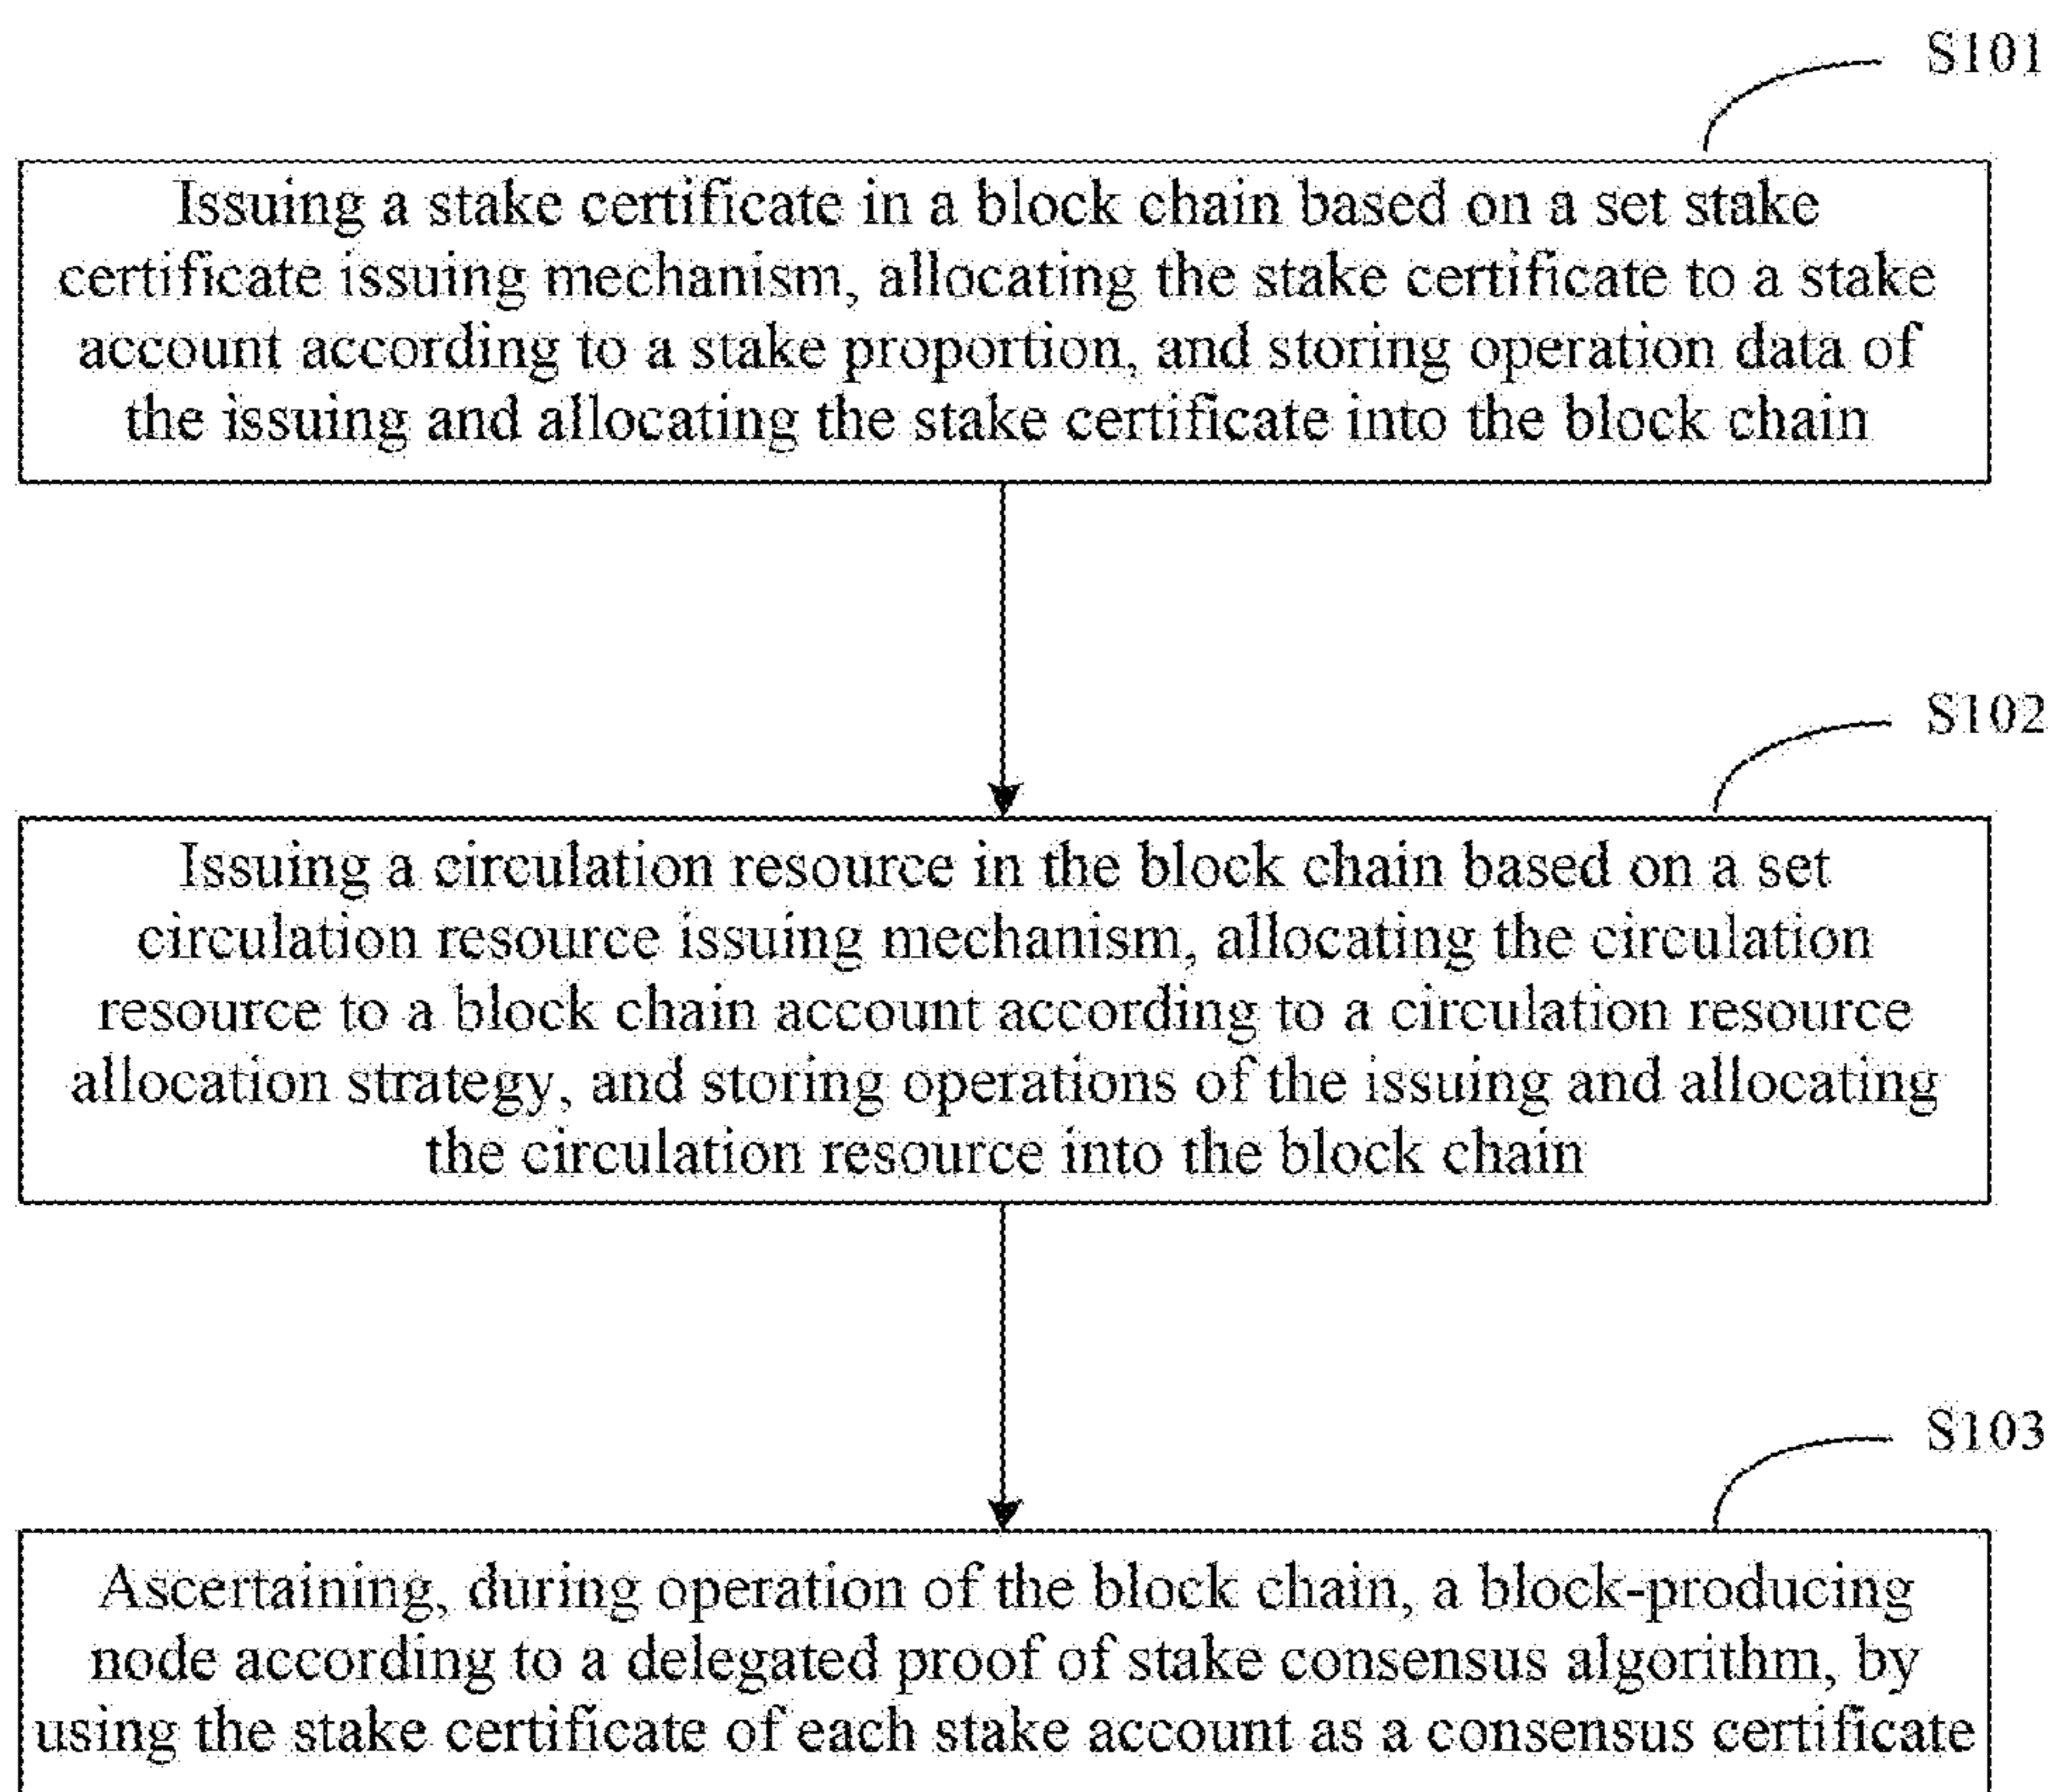 S101
Issuing a stake certificate in a block chain based on a set stake
certificate issuing mechanism, allocating the stake certificate to a stake
account according to a stake proportion, and storing operation data of
the issuing and allocating the stake certificate into the block chain
S102
Issuing a circulation resource in the block chain based on a set
circulation resource issuing mechanism, allocating the circulation
resource to a block chain account according to a circulation resource
allocation strategy, and storing operations of the issuing and allocating
the circulation resource into the block chain
S103
Ascertaining, during operation of the block chain, a block-producing
node according to a delegated proof of stake consensus algorithm, by
using the stake certificate of each stake account as a consensus certificate